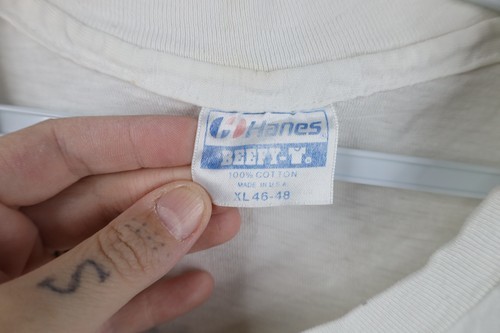 Hanes
BEEFY-T.
100% COTTON
MADE IN U.S.A.
XL 46-48
S